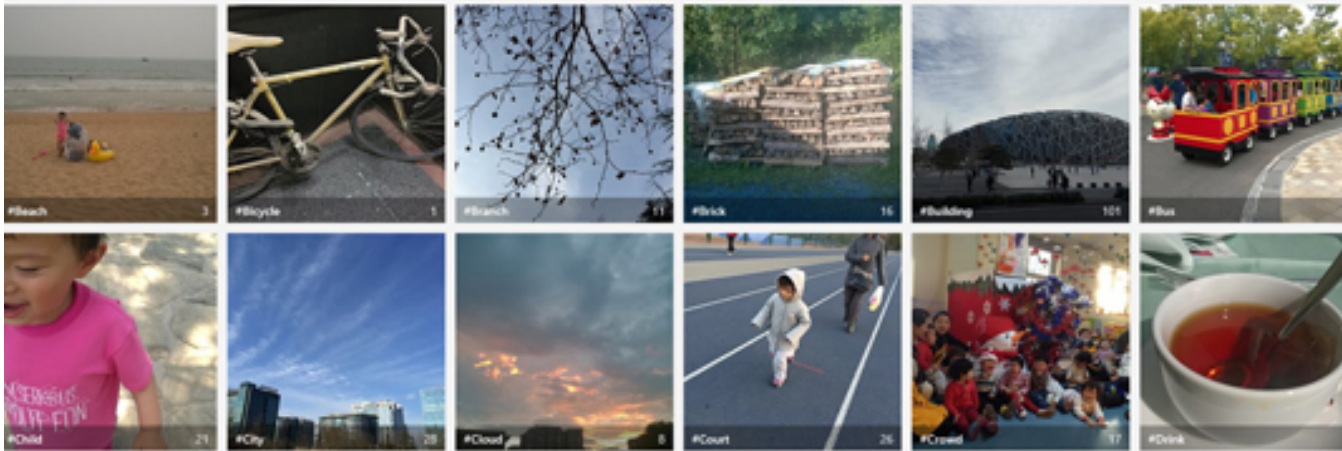 #Beach 3
#Bicycle 1
#Branch 11
#Brick 16
#Building 101
#Bus
#Child 21
#City 28
#Cloud 8
#Court 26
#Crowd 17
#Drink